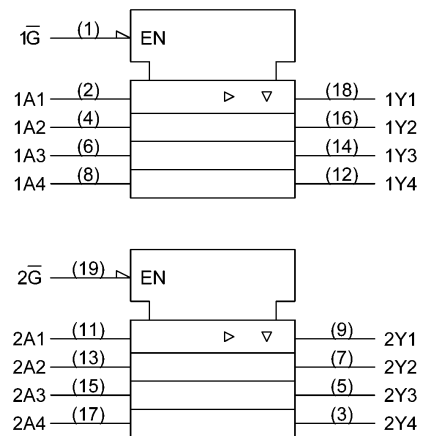 1G̅ (1) EN
1A1 (2) (18) 1Y1
1A2 (4) (16) 1Y2
1A3 (6) (14) 1Y3
1A4 (8) (12) 1Y4
2G̅ (19) EN
2A1 (11) (9) 2Y1
2A2 (13) (7) 2Y2
2A3 (15) (5) 2Y3
2A4 (17) (3) 2Y4